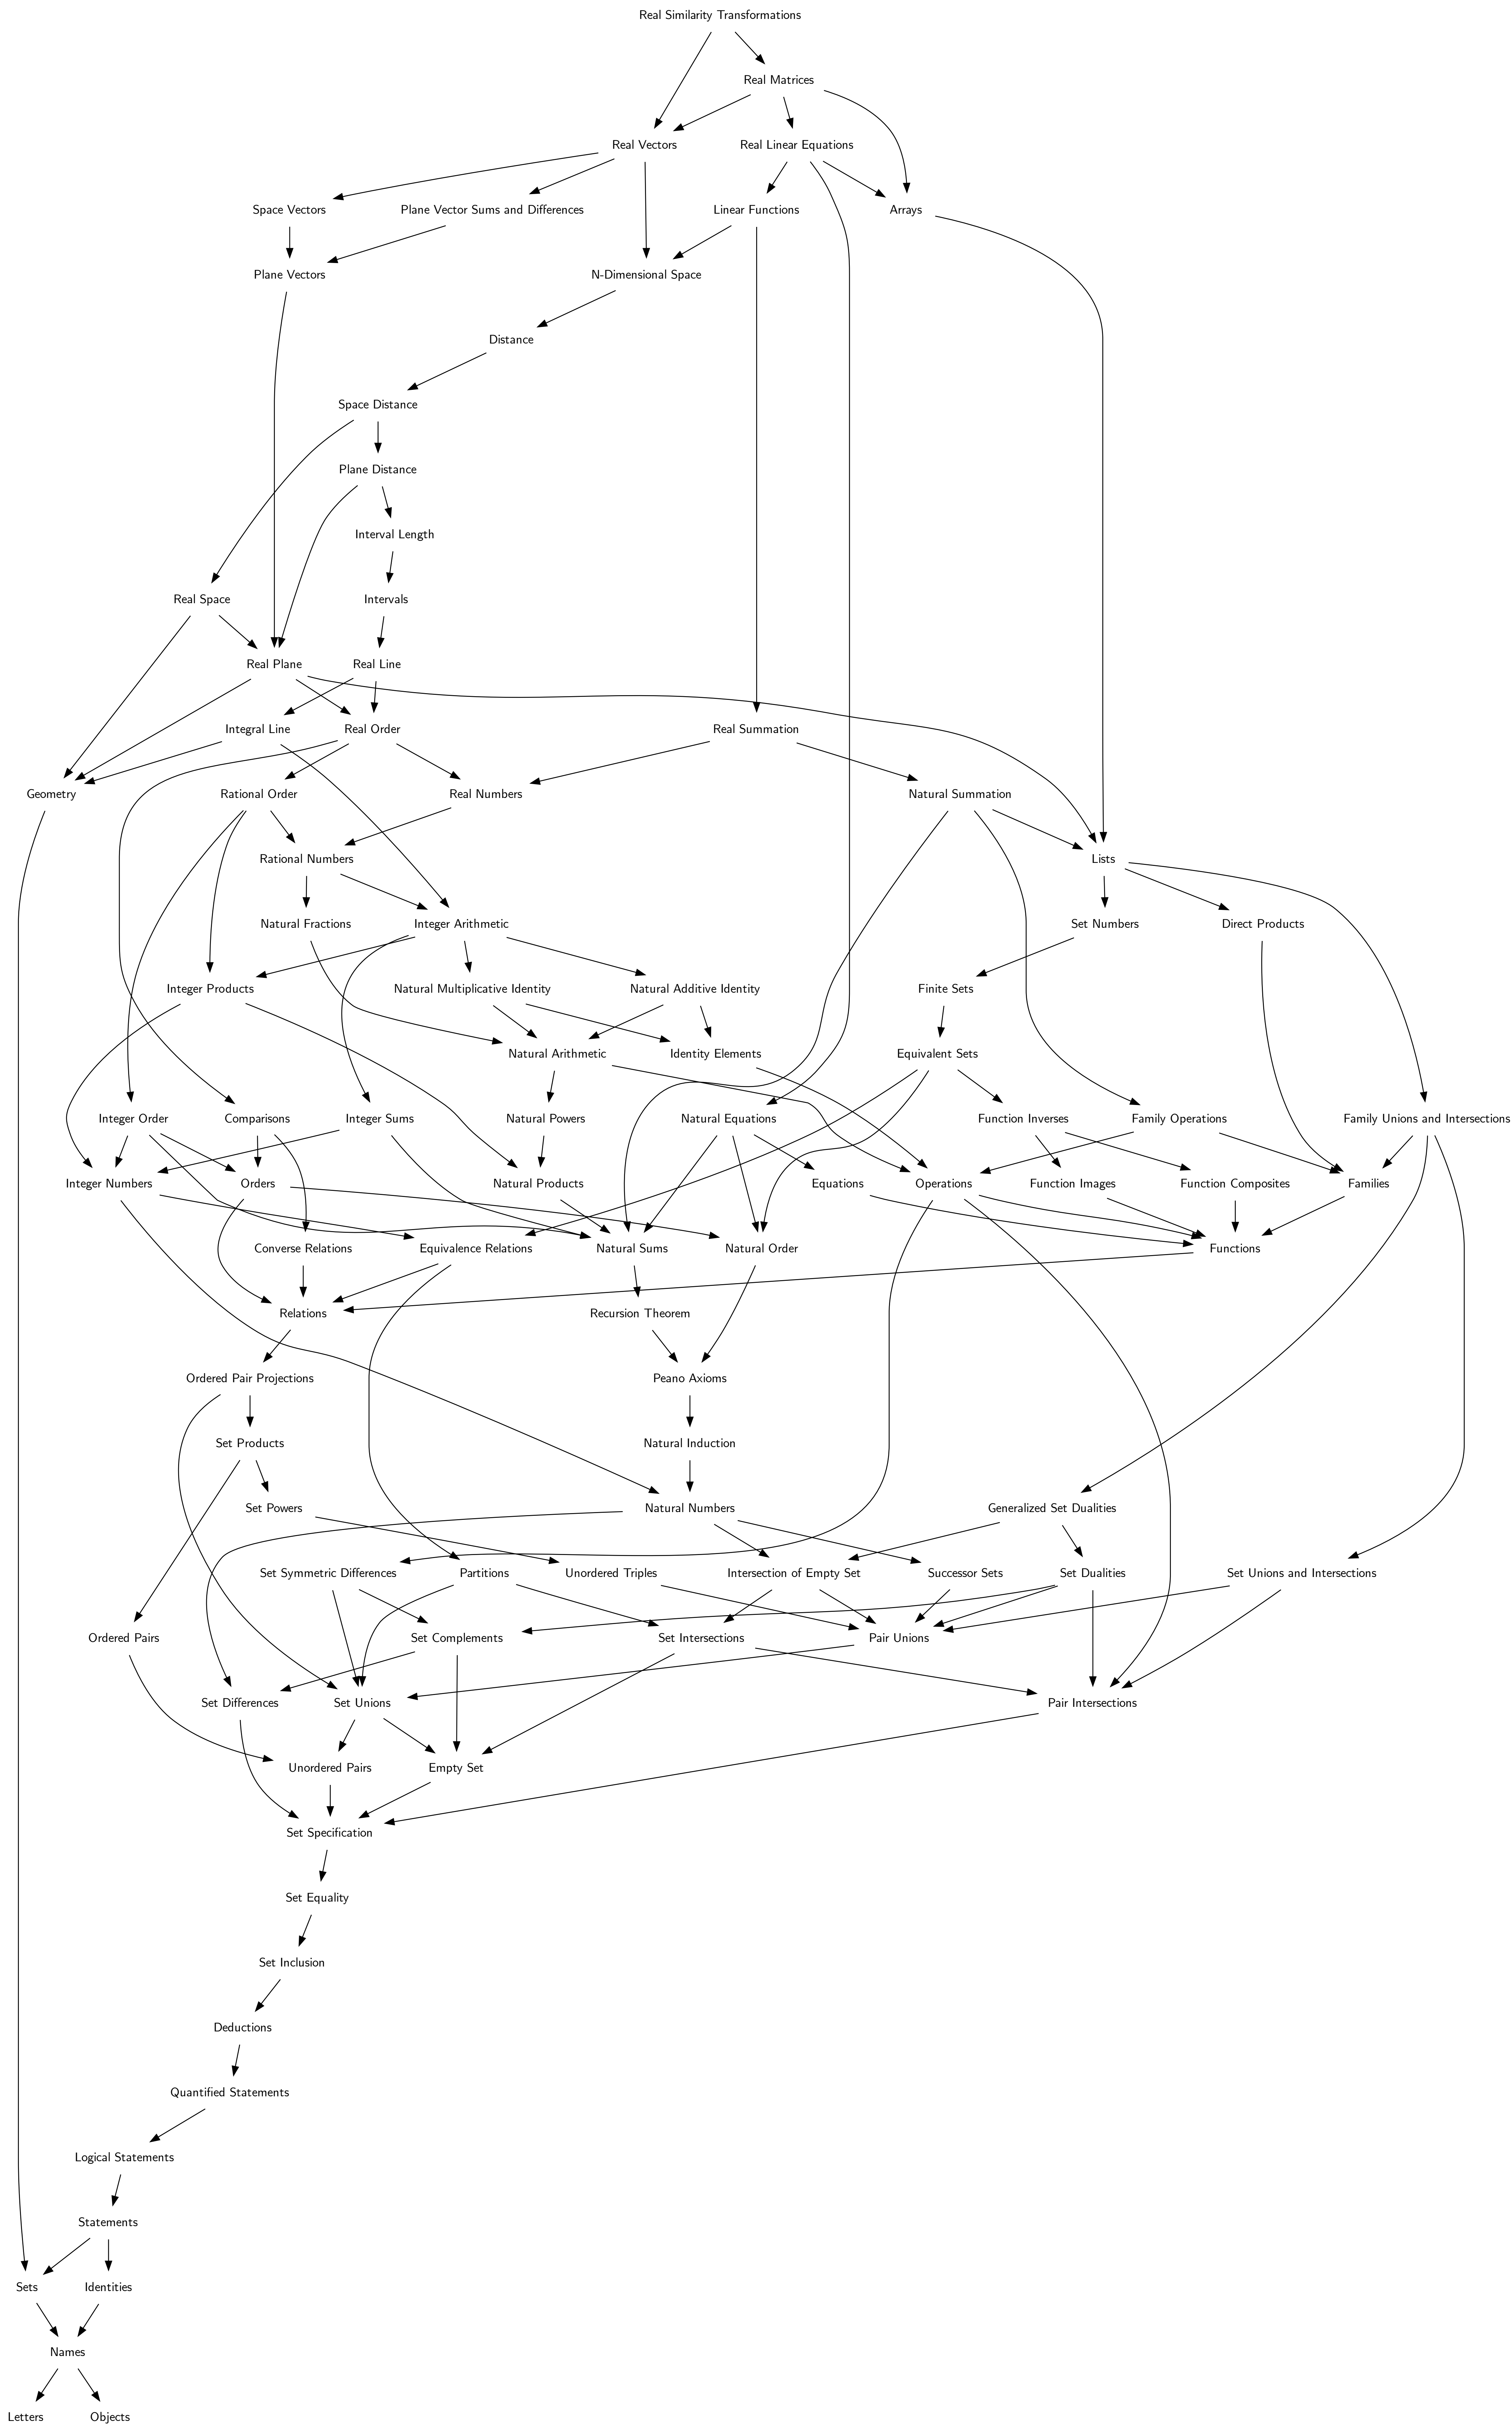 Real Similarity Transformations
Real Matrices
Real Vectors
Real Linear Equations
Space Vectors
Plane Vector Sums and Differences
Linear Functions
Arrays
Plane Vectors
N-Dimensional Space
Distance
Space Distance
Plane Distance
Interval Length
Real Space
Intervals
Real Plane
Real Line
Integral Line
Real Order
Real Summation
Geometry
Rational Order
Real Numbers
Natural Summation
Rational Numbers
Lists
Natural Fractions
Integer Arithmetic
Set Numbers
Direct Products
Integer Products
Natural Multiplicative Identity
Natural Additive Identity
Finite Sets
Natural Arithmetic
Identity Elements
Equivalent Sets
Integer Order
Comparisons
Integer Sums
Natural Powers
Natural Equations
Function Inverses
Family Operations
Family Unions and Intersections
Integer Numbers
Orders
Natural Products
Equations
Operations
Function Images
Function Composites
Families
Converse Relations
Equivalence Relations
Natural Sums
Natural Order
Functions
Relations
Recursion Theorem
Ordered Pair Projections
Peano Axioms
Set Products
Natural Induction
Set Powers
Natural Numbers
Generalized Set Dualities
Set Symmetric Differences
Partitions
Unordered Triples
Intersection of Empty Set
Successor Sets
Set Dualities
Set Unions and Intersections
Ordered Pairs
Set Complements
Set Intersections
Pair Unions
Set Differences
Set Unions
Pair Intersections
Unordered Pairs
Empty Set
Set Specification
Set Equality
Set Inclusion
Deductions
Quantified Statements
Logical Statements
Statements
Sets
Identities
Names
Letters
Objects